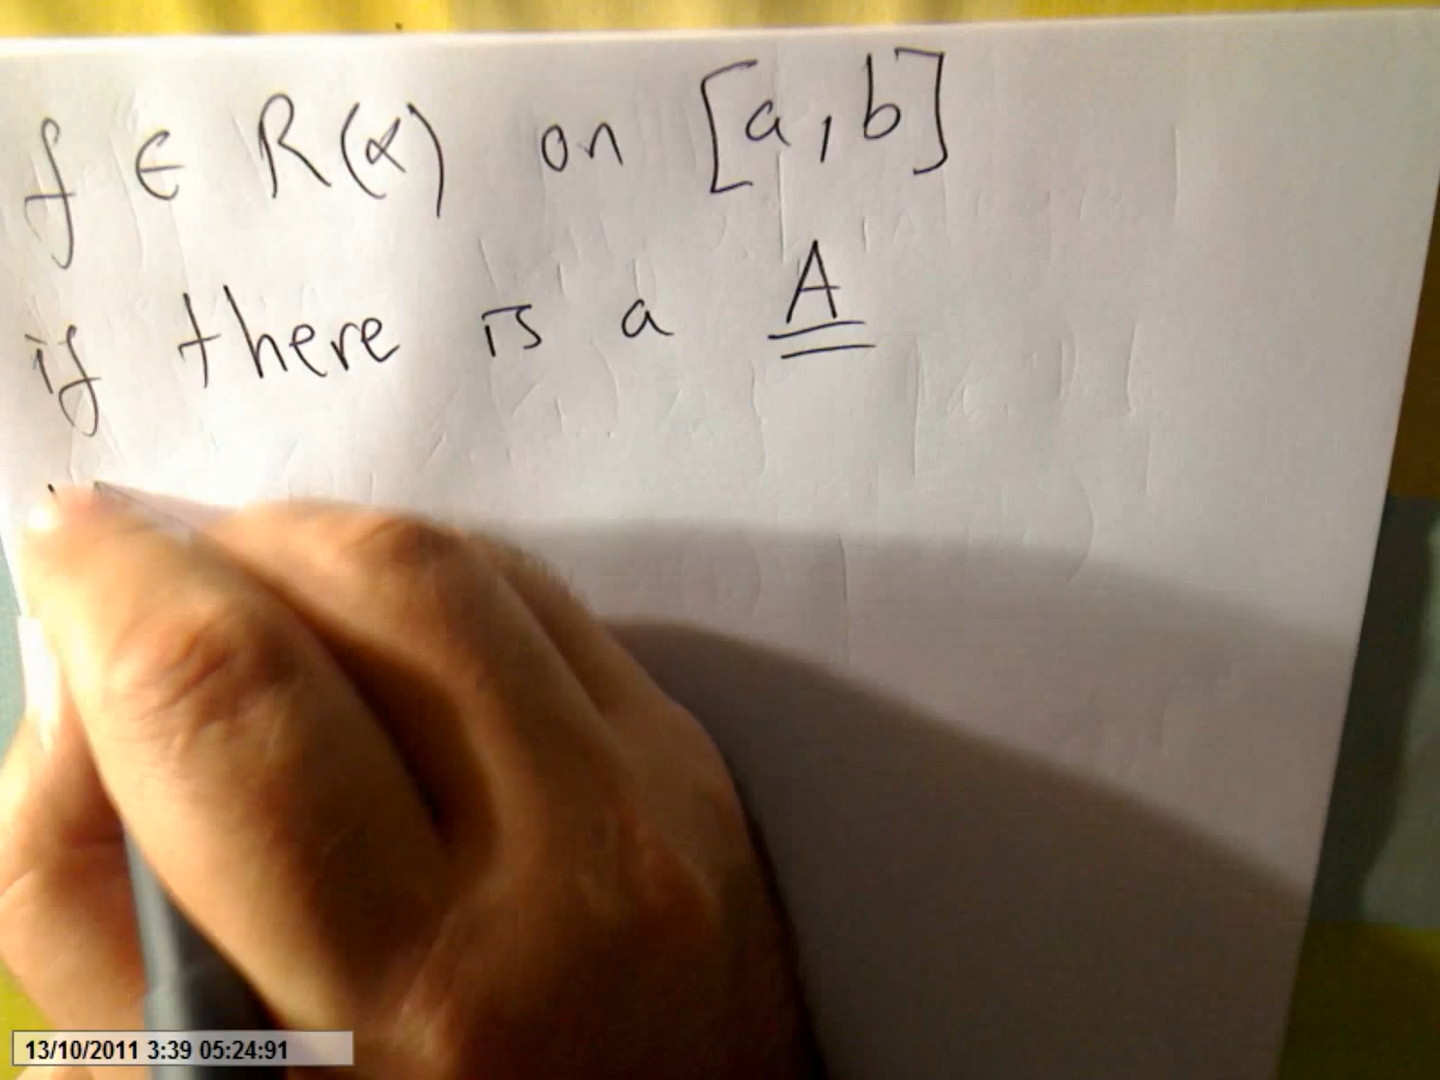 f ∈ R(α) on [a,b]
if there is a A
13/10/2011 3:39 05:24:91